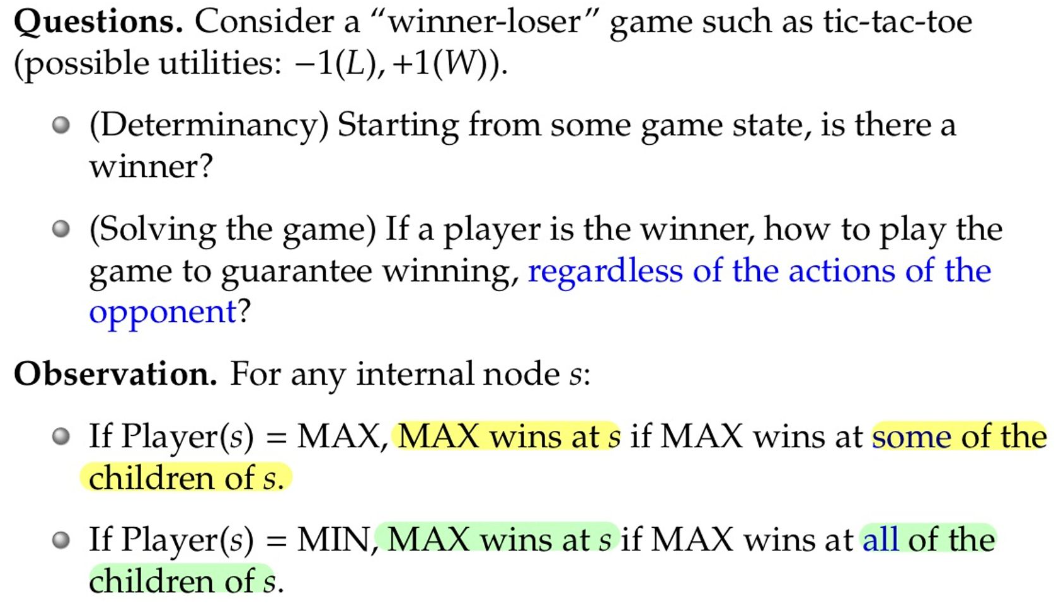 Questions. Consider a “winner-loser” game such as tic-tac-toe
(possible utilities: −1(L), +1(W)).
(Determinancy) Starting from some game state, is there a
winner?
(Solving the game) If a player is the winner, how to play the
game to guarantee winning, regardless of the actions of the
opponent?
Observation. For any internal node s:
If Player(s) = MAX, MAX wins at s if MAX wins at some of the
children of s.
If Player(s) = MIN, MAX wins at s if MAX wins at all of the
children of s.